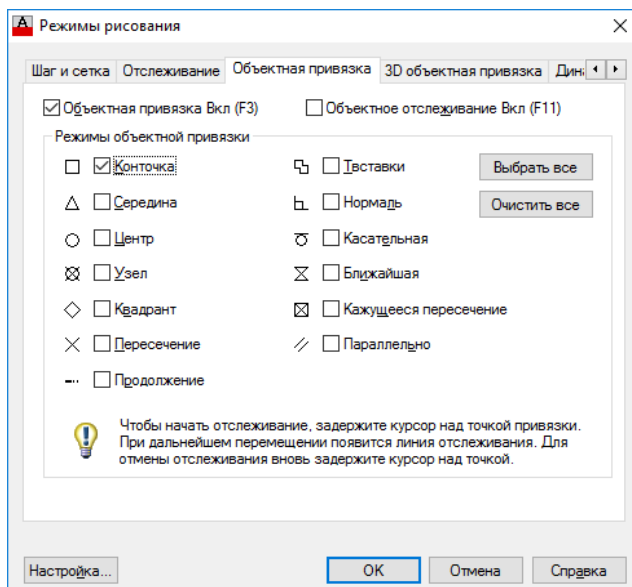 Режимы рисования
Шаг и сетка Отслеживание Объектная привязка 3D объектная привязка
Объектная привязка Вкл (F3) Объектное отслеживание Вкл (F11)
Режимы объектной привязки
Конточка Твставки Выбрать все
Середина Нормаль Очистить все
Центр Касательная
Узел Ближайшая
Квадрант Кажущееся пересечение
Пересечение Параллельно
Продолжение
Чтобы начать отслеживание, задержите курсор над точкой привязки.
При дальнейшем перемещении появится линия отслеживания. Для
отмены отслеживания вновь задержите курсор над точкой.
Настройка... OK Отмена Справка